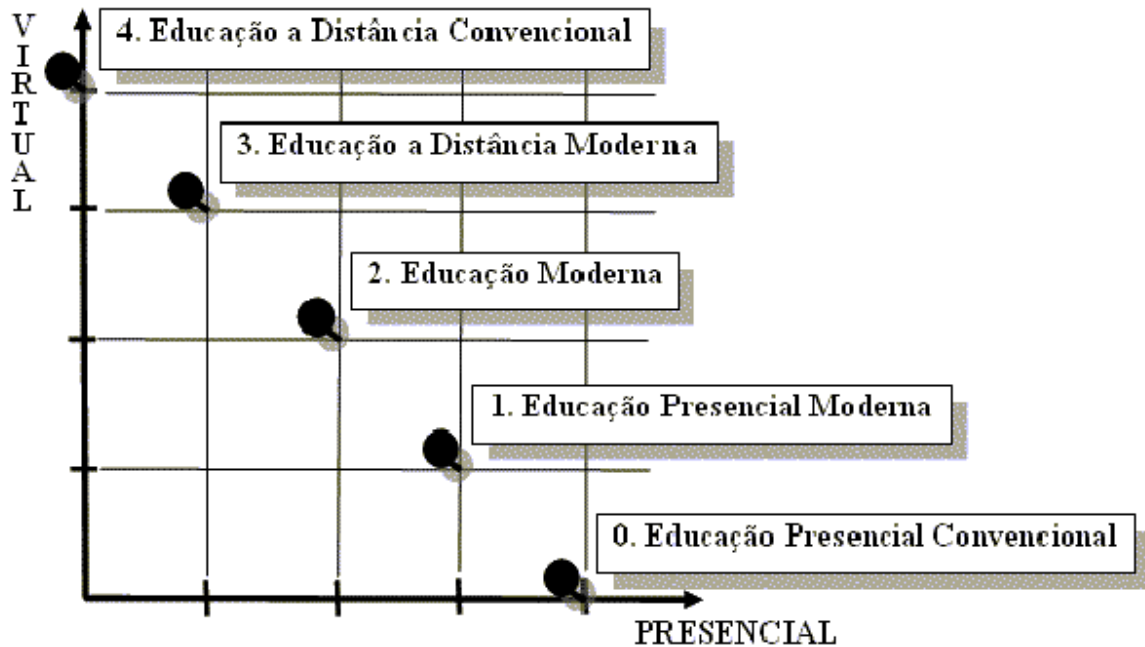 VIRTUAL
4. Educação a Distância Convencional
3. Educação a Distância Moderna
2. Educação Moderna
1. Educação Presencial Moderna
0. Educação Presencial Convencional
PRESENCIAL